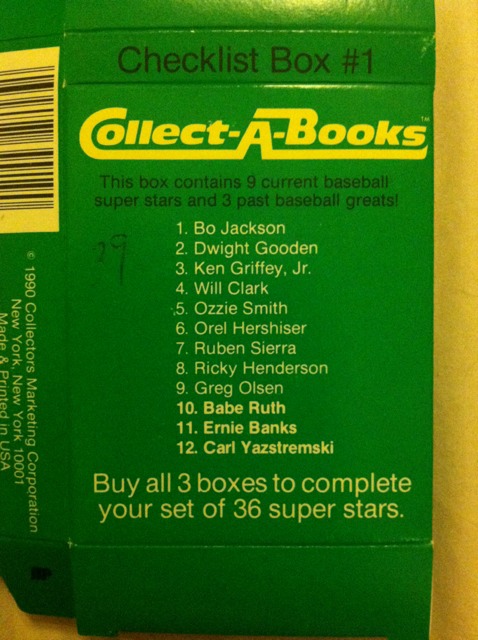 Checklist Box #1
Collect-A-Books™
This box contains 9 current baseball
super stars and 3 past baseball greats!
1. Bo Jackson
2. Dwight Gooden
3. Ken Griffey, Jr.
4. Will Clark
5. Ozzie Smith
6. Orel Hershiser
7. Ruben Sierra
8. Ricky Henderson
9. Greg Olsen
10. Babe Ruth
11. Ernie Banks
12. Carl Yazstremski
Buy all 3 boxes to complete
your set of 36 super stars.
© 1990 Collectors Marketing Corporation
New York, New York 10001
Made & Printed in USA